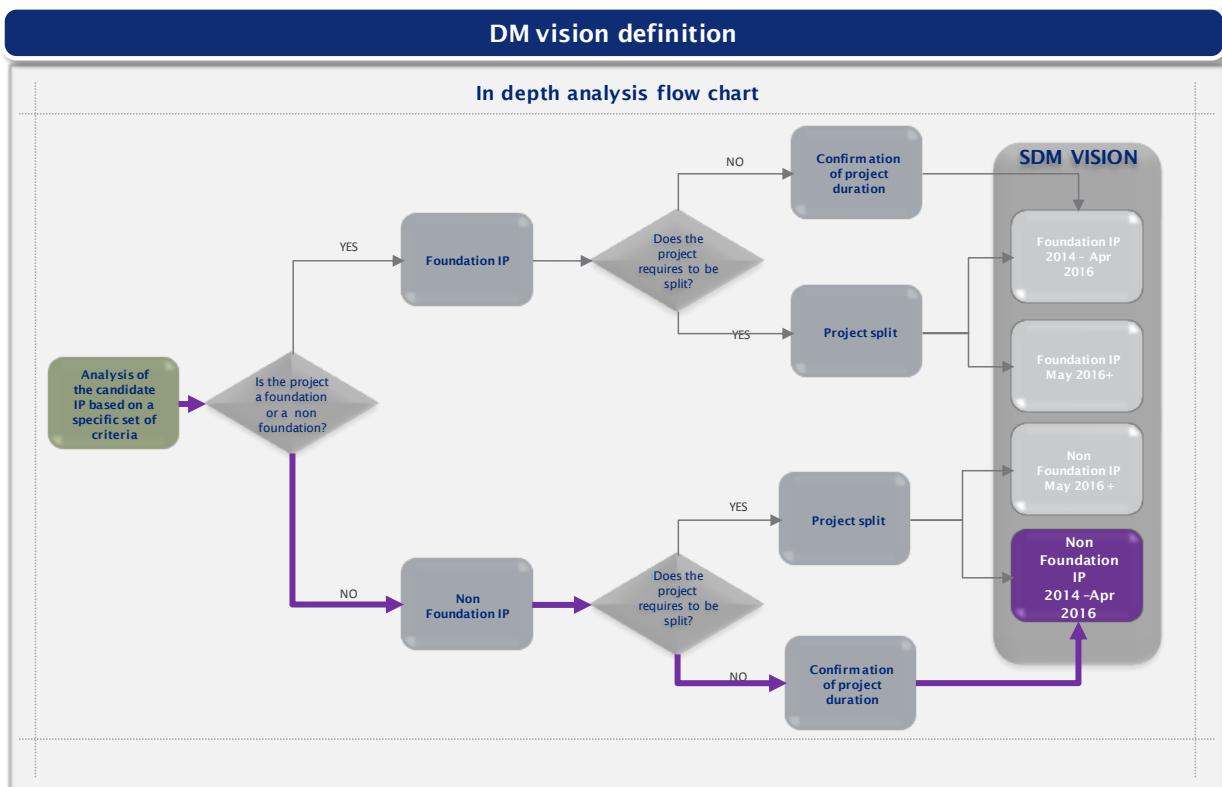 DM vision definition
In depth analysis flow chart
SDM VISION
Confirmation
of project
duration
NO
Foundation IP
2014 – Apr
2016
YES
Foundation IP
Does the
project
requires to be
split?
YES
Project split
Foundation IP
May 2016+
Analysis of
the candidate
IP based on a
specific set of
criteria
Is the project
a foundation
or a non
foundation?
Non
Foundation IP
May 2016 +
YES
Project split
Non
Foundation
IP
2014 –Apr
2016
NO
Non
Foundation IP
Does the
project
requires to be
split?
NO
Confirmation
of project
duration